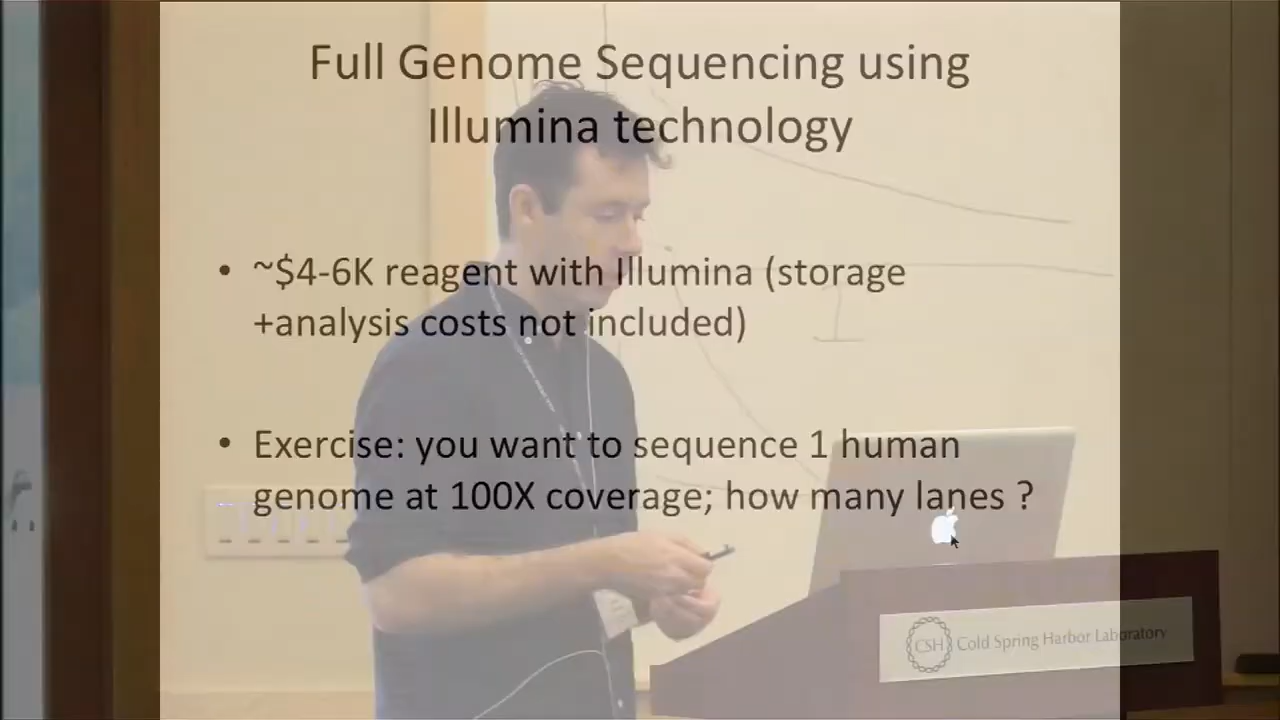 Full Genome Sequencing using
Illumina technology
• ~$4-6K reagent with Illumina (storage
+analysis costs not included)
• Exercise: you want to sequence 1 human
genome at 100X coverage; how many lanes ?
CSH Cold Spring Harbor Laboratory